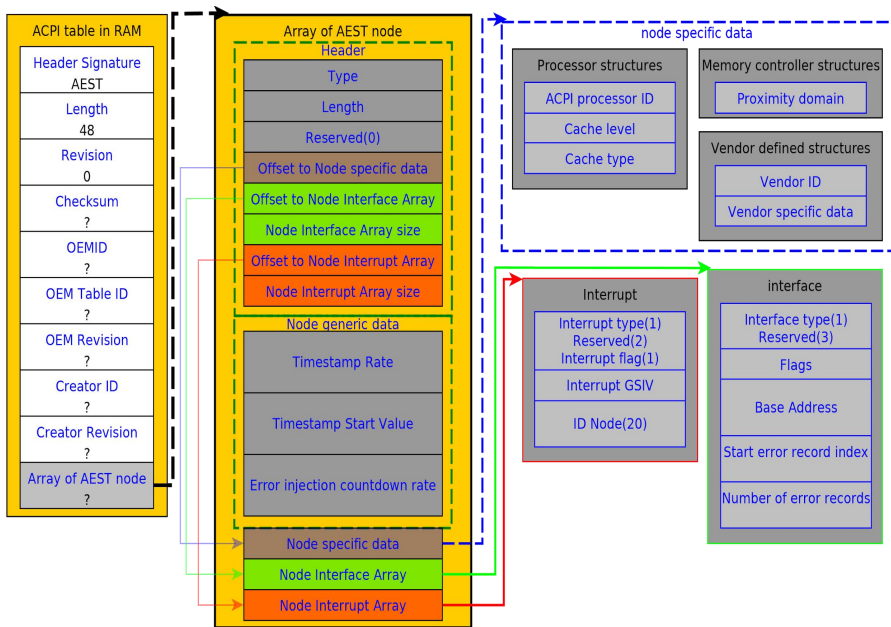 ACPI table in RAM
Header Signature
AEST
Length
48
Revision
0
Checksum
?
OEMID
?
OEM Table ID
?
OEM Revision
?
Creator ID
?
Creator Revision
?
Array of AEST node
?
Array of AEST node
Header
Type
Length
Reserved(0)
Offset to Node specific data
Offset to Node Interface Array
Node Interface Array size
Offset to Node Interrupt Array
Node Interrupt Array size
Node generic data
Timestamp Rate
Timestamp Start Value
Error injection countdown rate
Node specific data
Node Interface Array
Node Interrupt Array
node specific data
Processor structures
ACPI processor ID
Cache level
Cache type
Memory controller structures
Proximity domain
Vendor defined structures
Vendor ID
Vendor specific data
Interrupt
Interrupt type(1)
Reserved(2)
Interrupt flag(1)
Interrupt GSIV
ID Node(20)
interface
Interface type(1)
Reserved(3)
Flags
Base Address
Start error record index
Number of error records